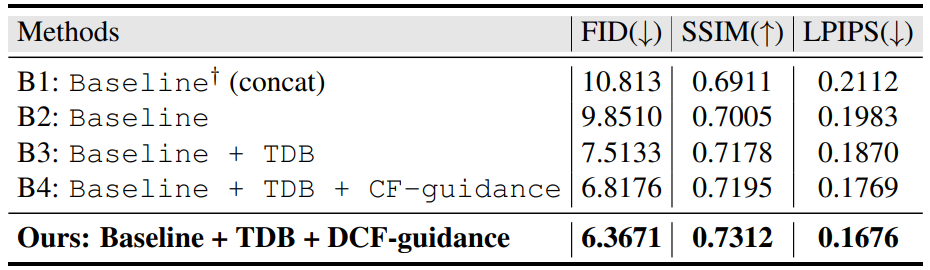 Methods FID(↓) SSIM(↑) LPIPS(↓)
B1: Baseline† (concat) 10.813 0.6911 0.2112
B2: Baseline 9.8510 0.7005 0.1983
B3: Baseline + TDB 7.5133 0.7178 0.1870
B4: Baseline + TDB + CF-guidance 6.8176 0.7195 0.1769
Ours: Baseline + TDB + DCF-guidance 6.3671 0.7312 0.1676